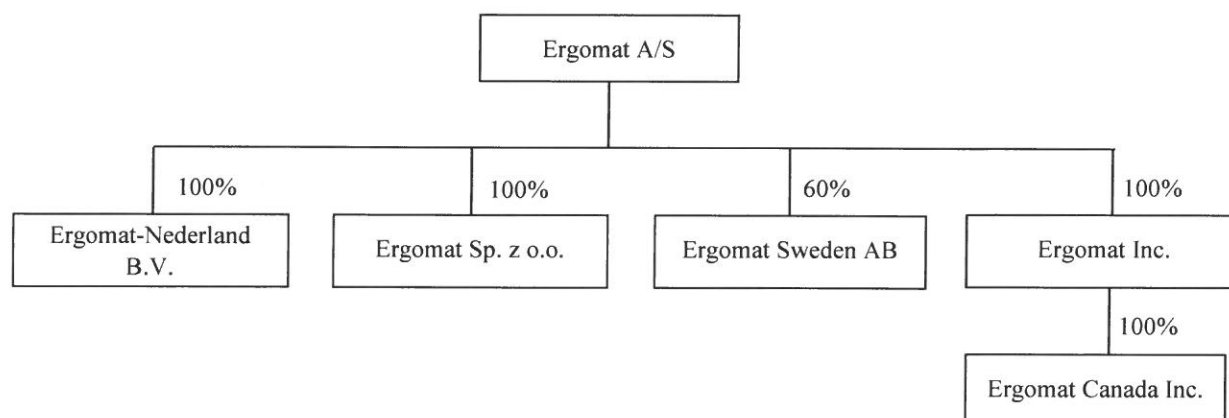 Ergomat A/S
100%
100%
60%
100%
Ergomat-Nederland
B.V.
Ergomat Sp. z o.o.
Ergomat Sweden AB
Ergomat Inc.
100%
Ergomat Canada Inc.